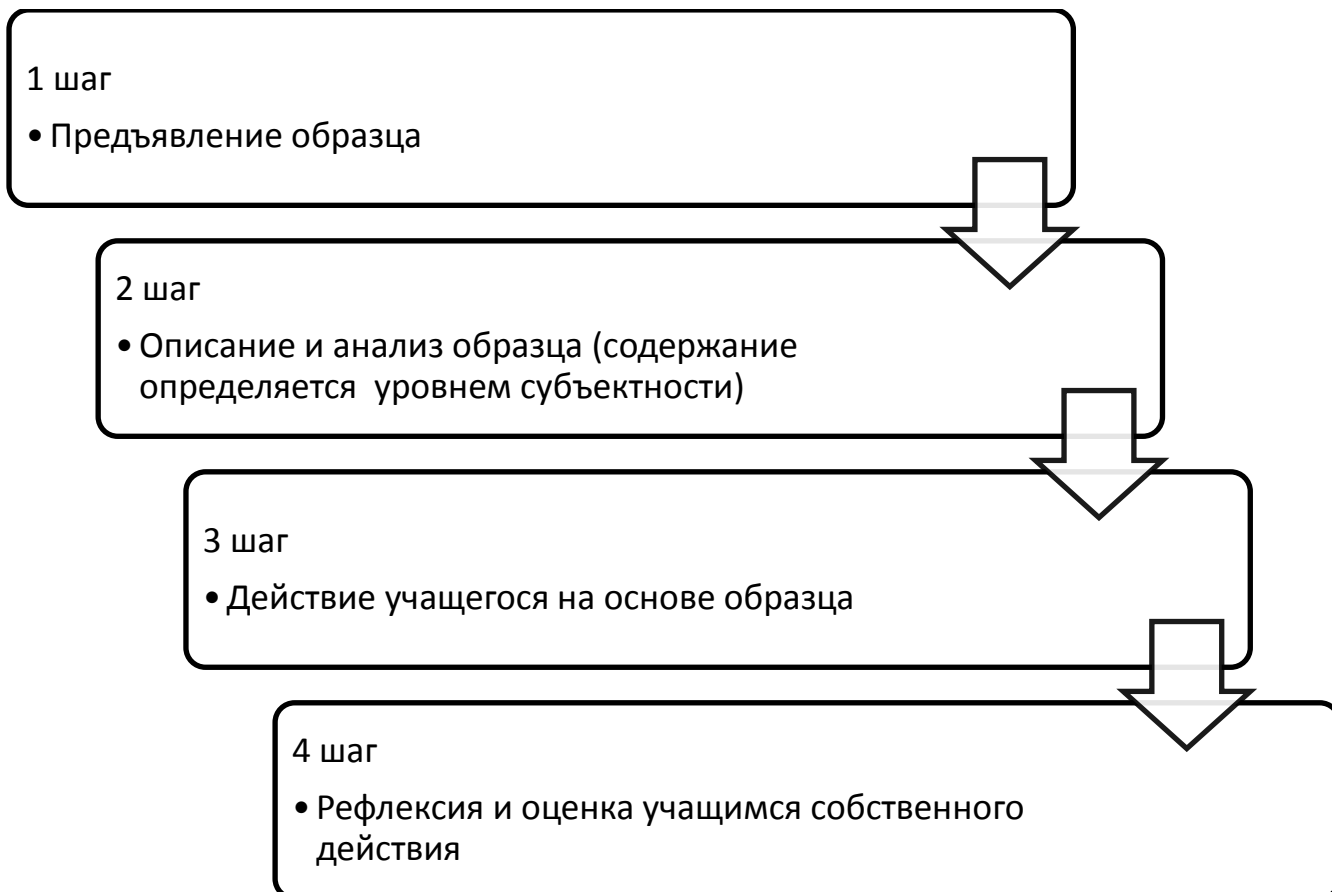 1 шаг
• Предъявление образца
2 шаг
• Описание и анализ образца (содержание
определяется уровнем субъектности)
3 шаг
• Действие учащегося на основе образца
4 шаг
• Рефлексия и оценка учащимся собственного
действия